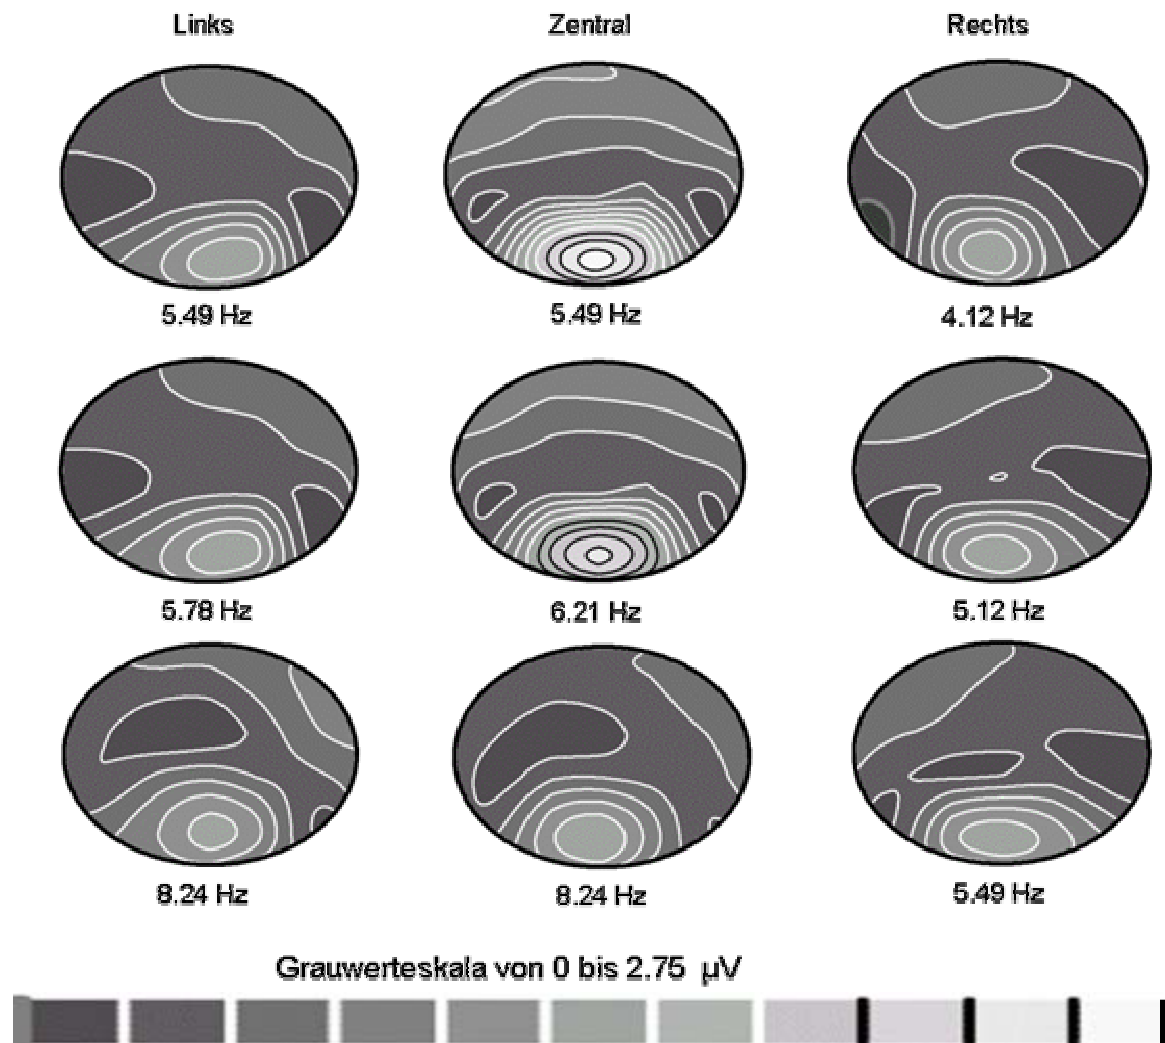 Links Zentral Rechts
5.49 Hz 5.49 Hz 4.12 Hz
5.78 Hz 6.21 Hz 5.12 Hz
8.24 Hz 8.24 Hz 5.49 Hz
Grauwerteskala von 0 bis 2.75 µV